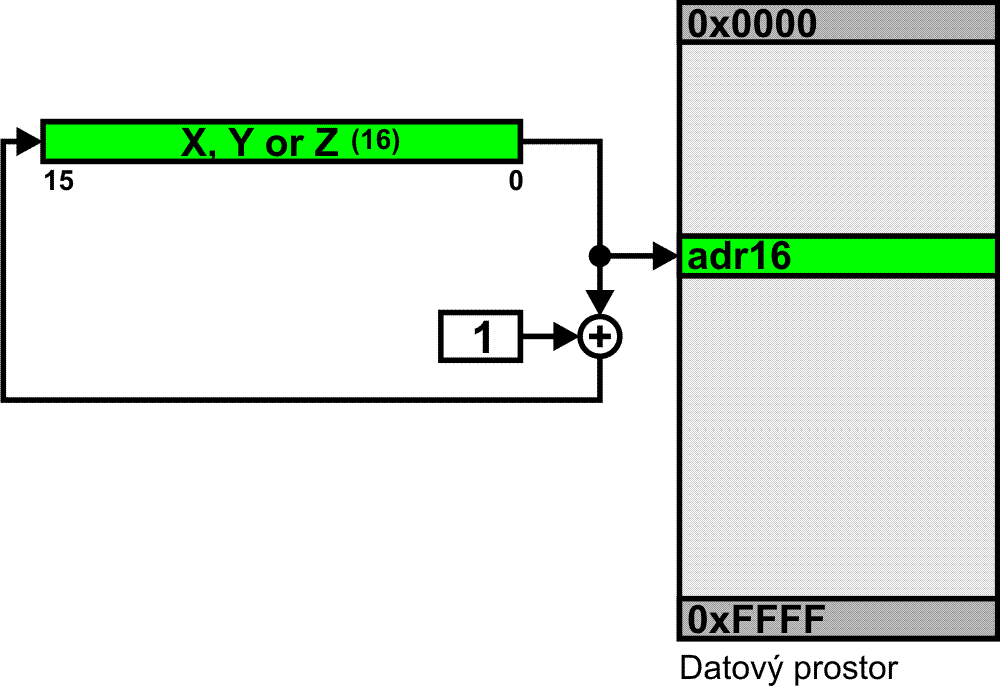 0x0000
X, Y or Z (16)
15 0
adr16
1
+
0xFFFF
Datový prostor